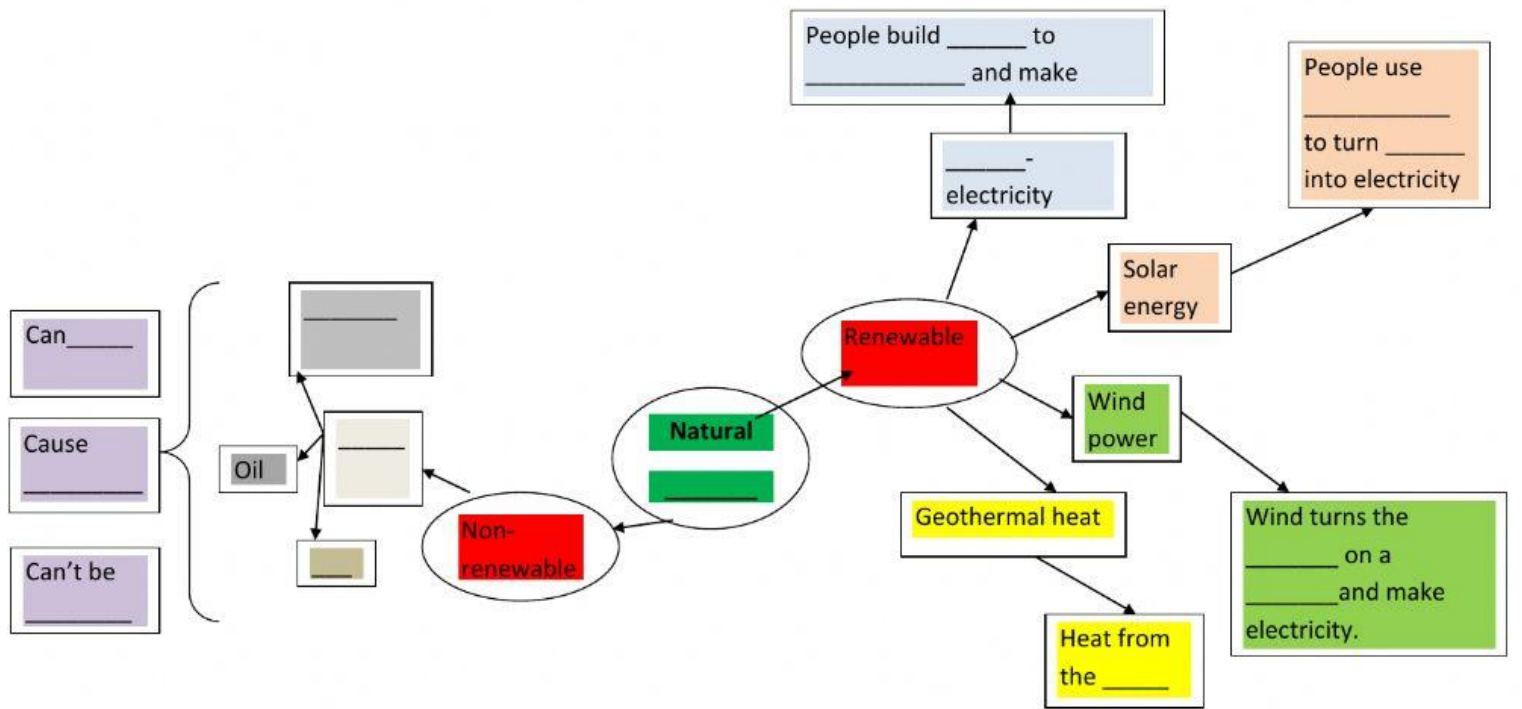 People build ______ to
____________ and make
People use
___________
to turn ______
into electricity
______-
electricity
Solar
energy
Can_____
_______
Renewable
Wind
power
Natural
_______
Cause
_________
_____
Oil
Geothermal heat
Wind turns the
_______ on a
_______and make
electricity.
Non-
renewable
___
Can't be
________
Heat from
the _____